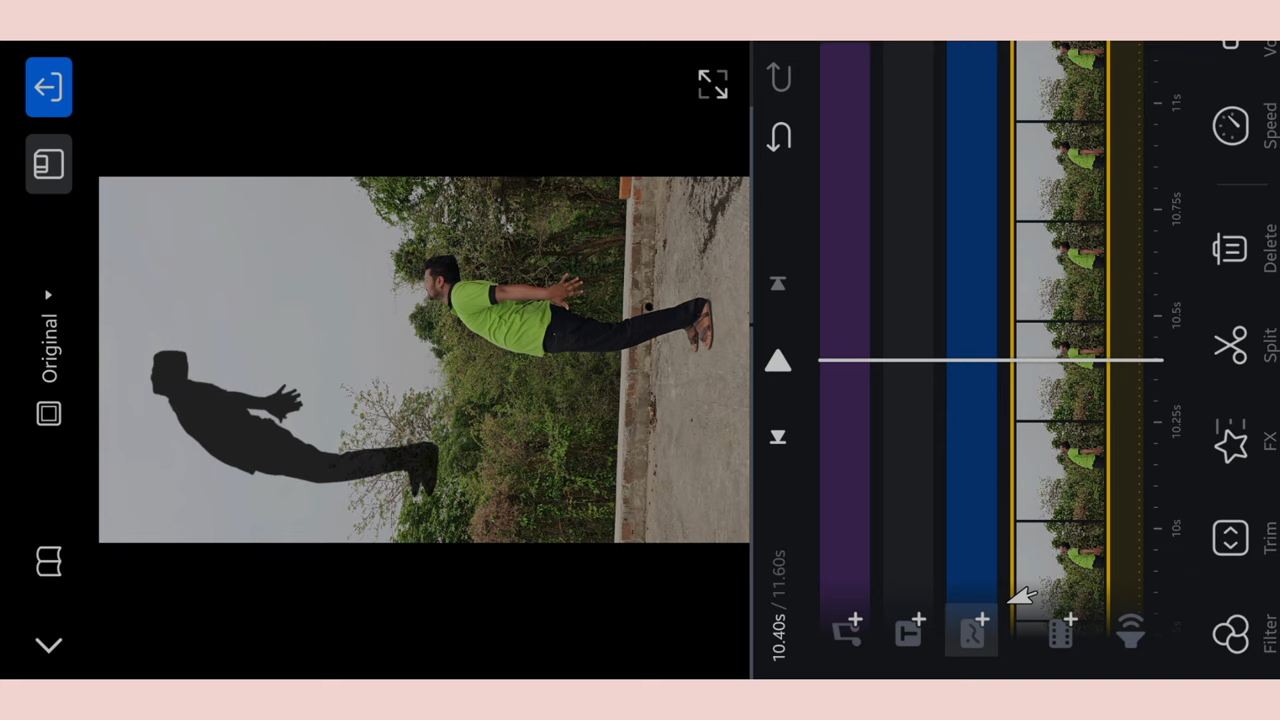 Original
10.40s / 11.60s
10s
10.25s
10.5s
10.75s
11s
Filter
Trim
FX
Split
Delete
Speed